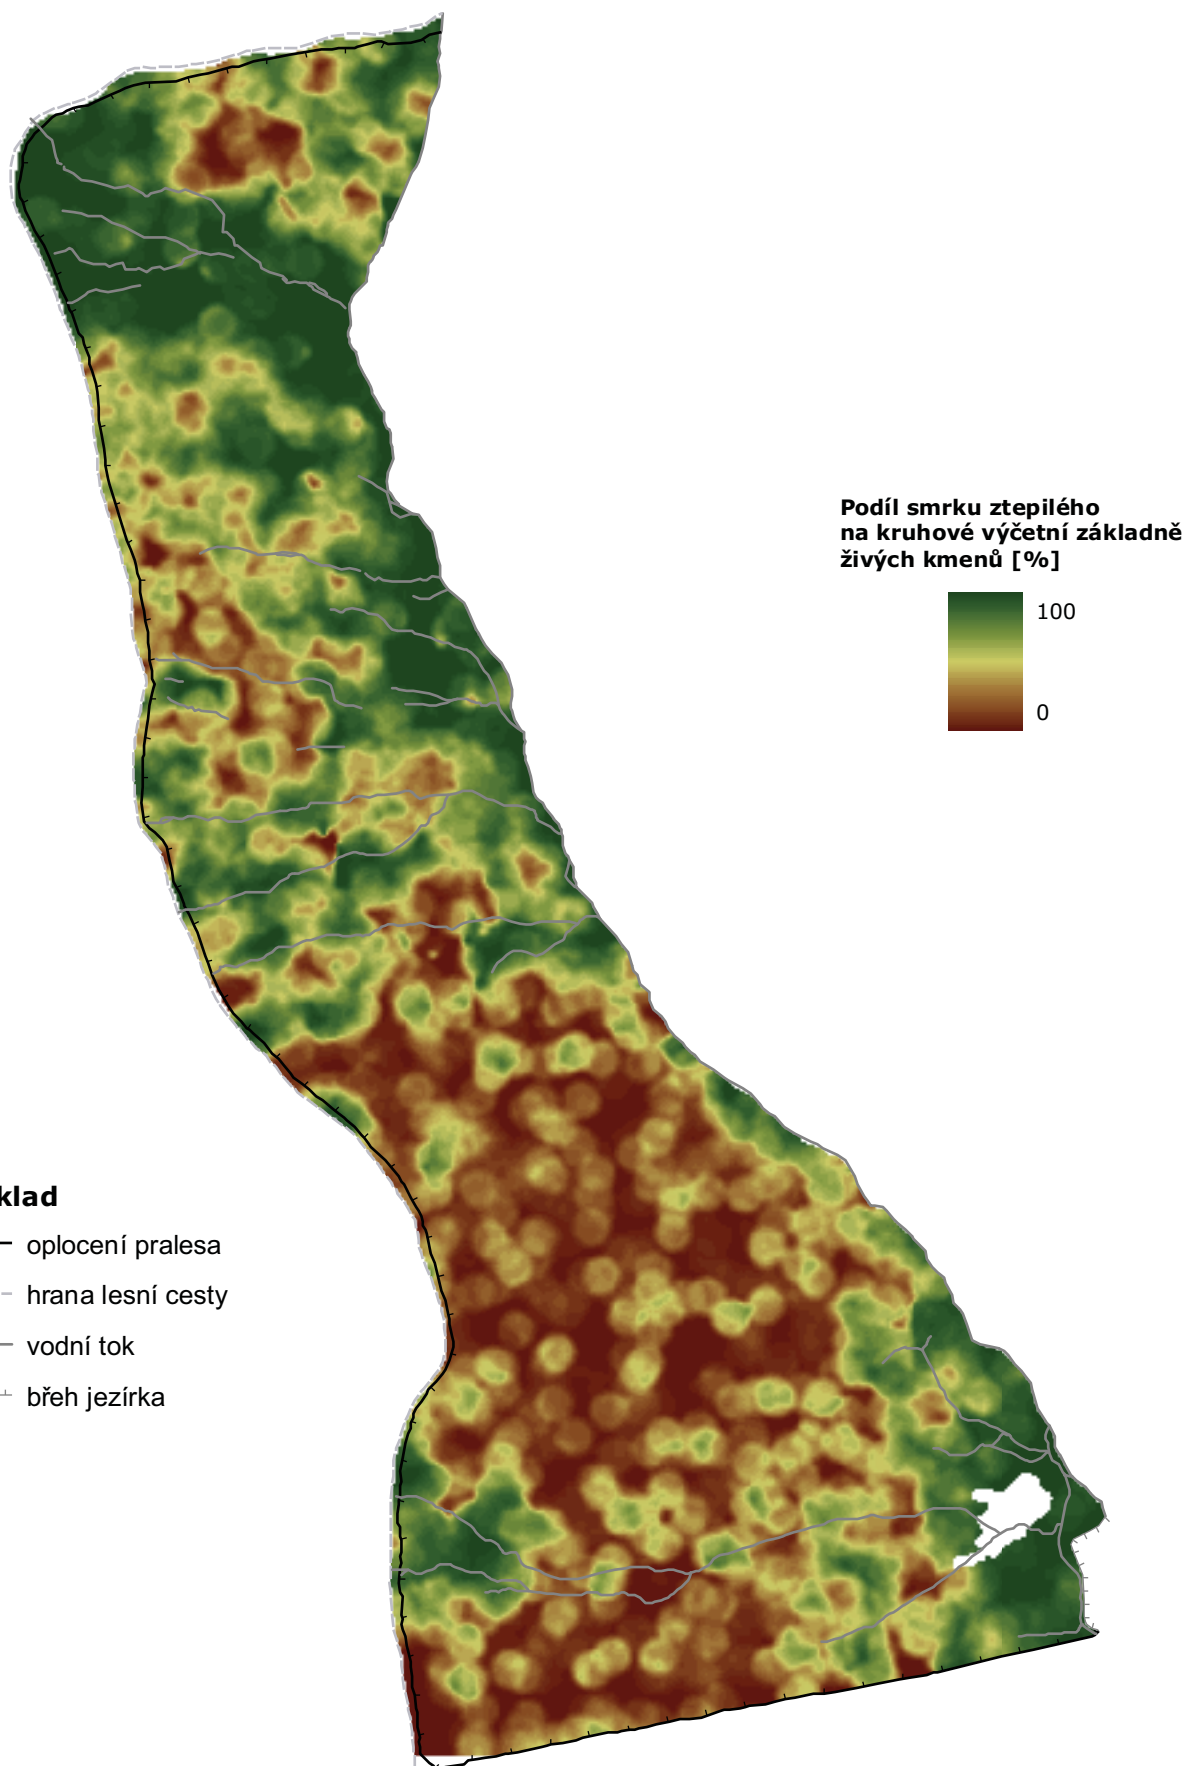 Podíl smrku ztepilého
na kruhové výčetní základně
živých kmenů [%]
100
0
klad
oplocení pralesa
hrana lesní cesty
vodní tok
břeh jezírka